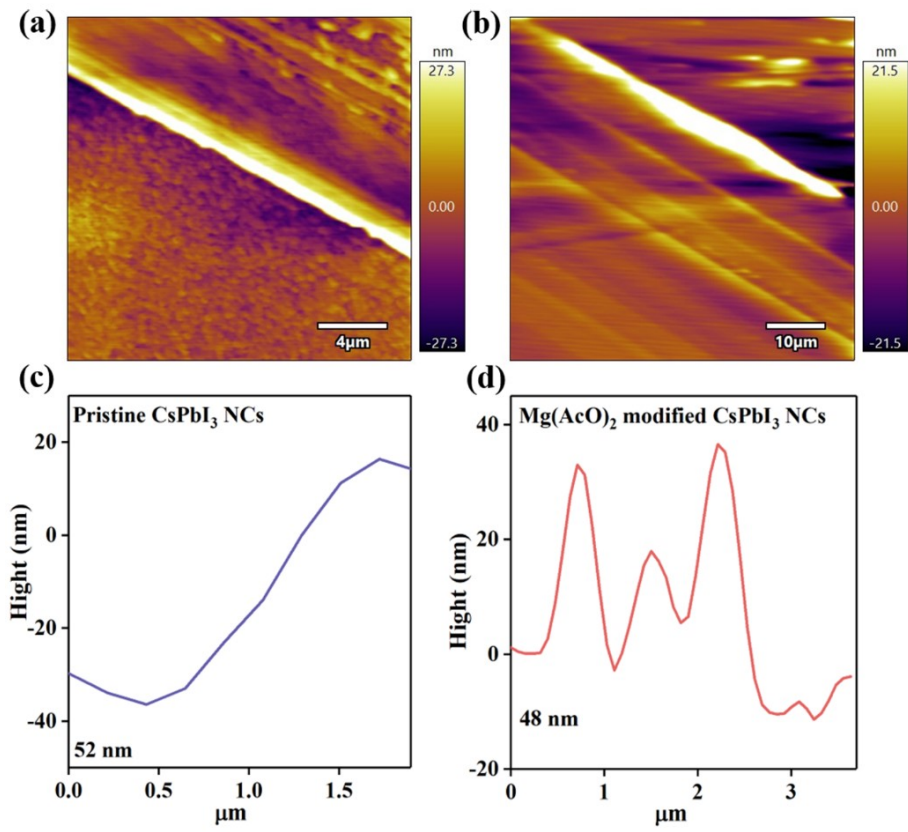 (a)
nm
27.3
0.00
-27.3
4μm
(b)
nm
21.5
0.00
-21.5
10μm
(c)
Pristine CsPbI₃ NCs
Hight (nm)
20
0
-20
-40
52 nm
0.0 0.5 1.0 1.5
μm
(d)
Mg(AcO)₂ modified CsPbI₃ NCs
Hight (nm)
40
20
0
-20
48 nm
0 1 2 3
μm